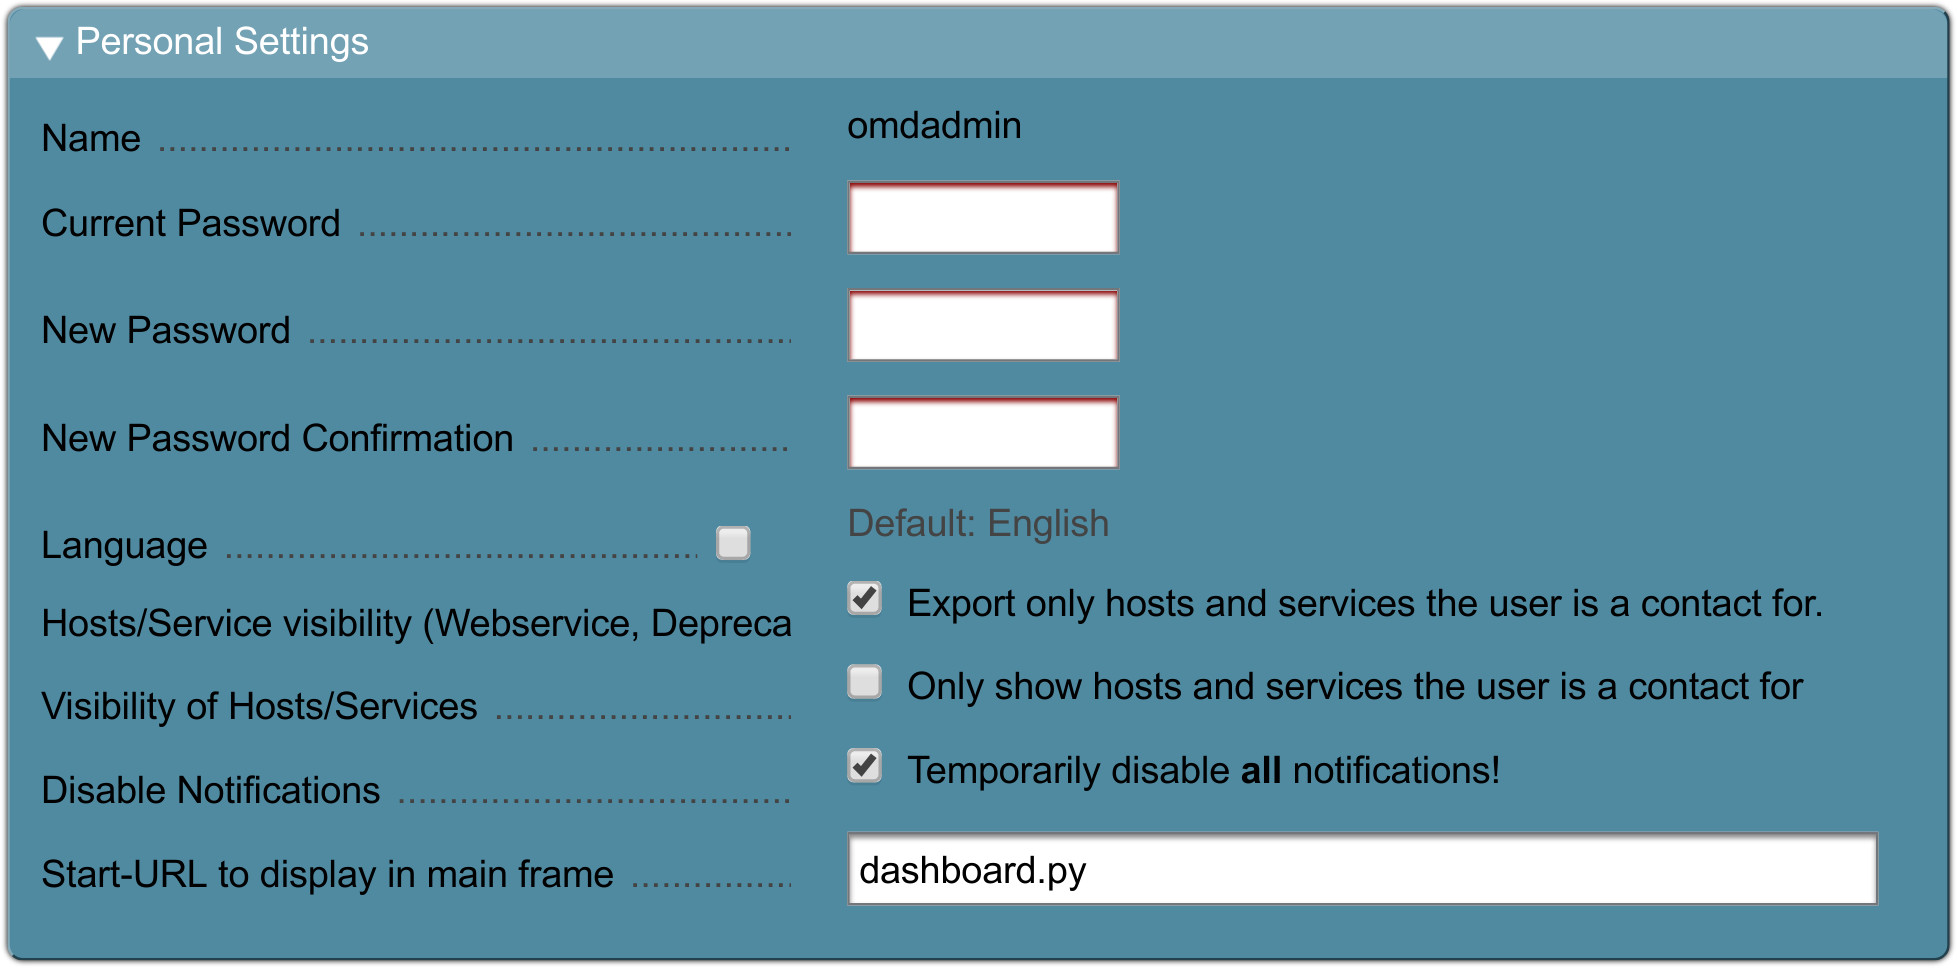 Personal Settings
Name omdadmin
Current Password
New Password
New Password Confirmation
Language Default: English
Hosts/Service visibility (Webservice, Depreca Export only hosts and services the user is a contact for.
Visibility of Hosts/Services Only show hosts and services the user is a contact for
Disable Notifications Temporarily disable all notifications!
Start-URL to display in main frame dashboard.py